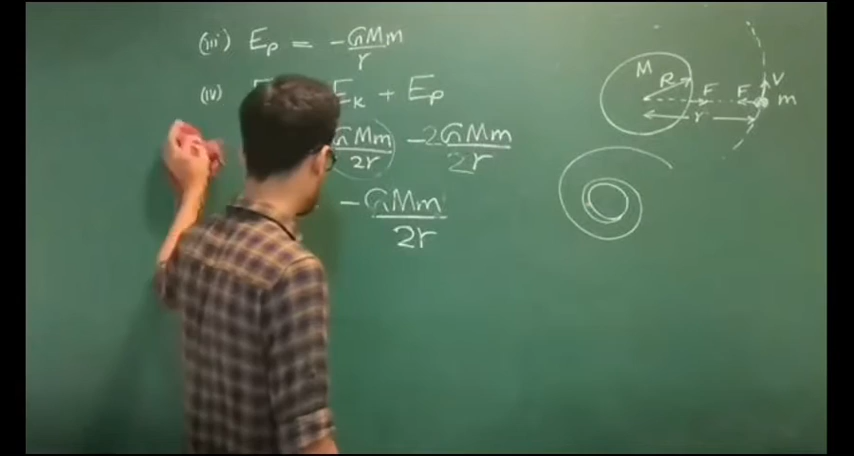 (iii) Eₚ = -GMm/r
(iv) Eₖ + Eₚ
GMm/2r -2GMm/2r
-GMm/2r
M R F F V m
r